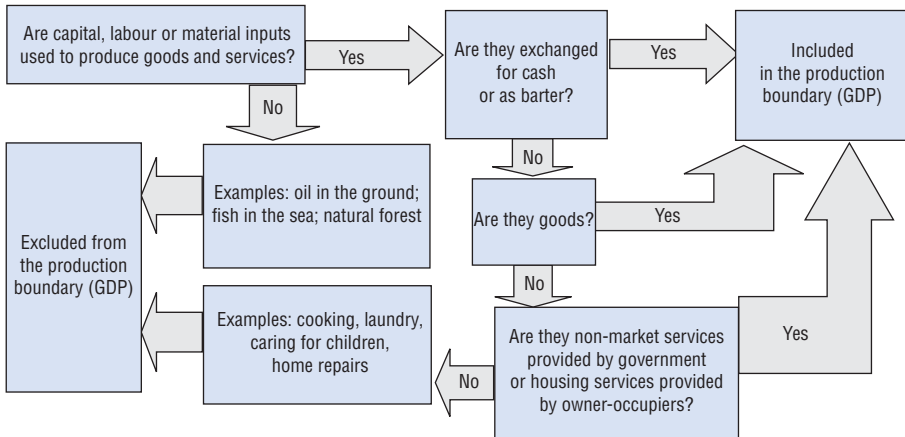 Are capital, labour or material inputs
used to produce goods and services?
Yes
Are they exchanged
for cash
or as barter?
Yes
Included
in the production
boundary (GDP)
No
No
Examples: oil in the ground;
fish in the sea; natural forest
Are they goods?
Yes
Excluded from
the production
boundary (GDP)
No
Examples: cooking, laundry,
caring for children,
home repairs
No
Are they non-market services
provided by government
or housing services provided
by owner-occupiers?
Yes